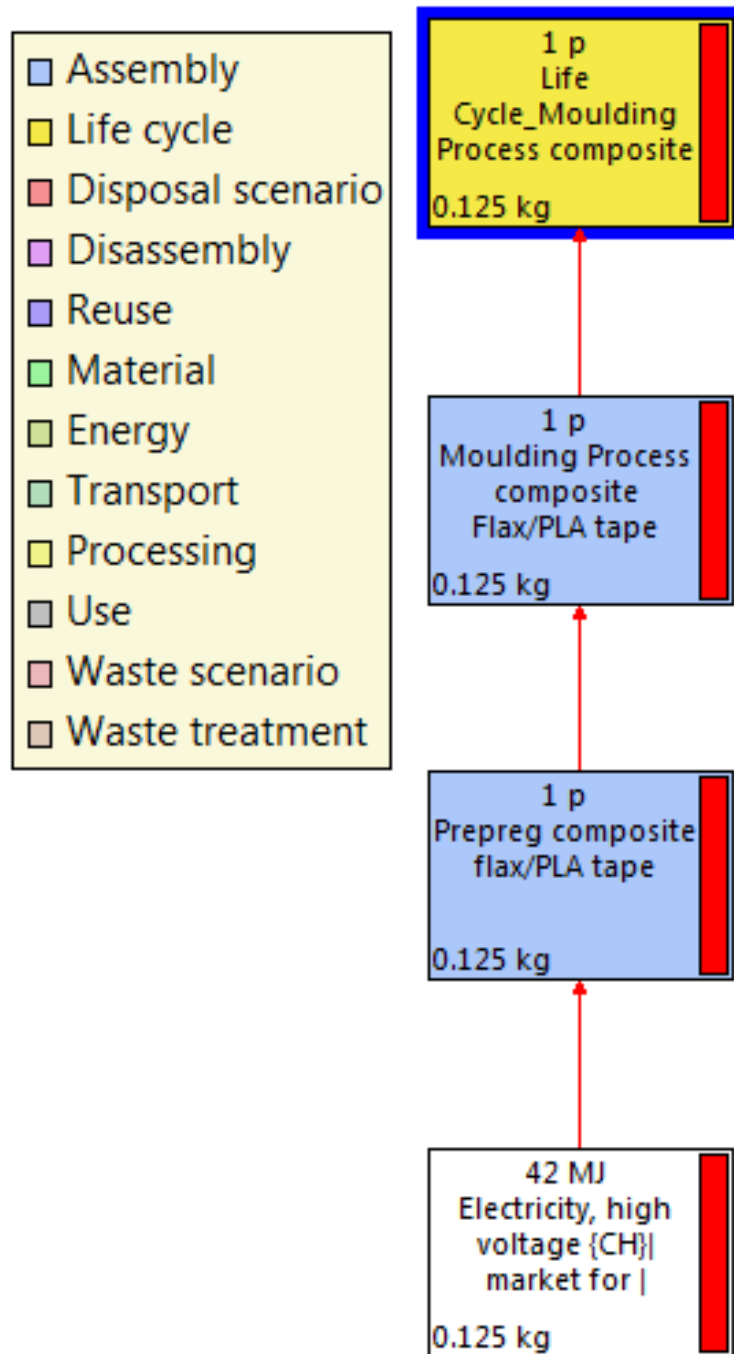 Assembly
Life cycle
Disposal scenario
Disassembly
Reuse
Material
Energy
Transport
Processing
Use
Waste scenario
Waste treatment
1 p
Life
Cycle_Moulding
Process composite
0.125 kg
1 p
Moulding Process
composite
Flax/PLA tape
0.125 kg
1 p
Prepreg composite
flax/PLA tape
0.125 kg
42 MJ
Electricity, high
voltage {CH}|
market for |
0.125 kg